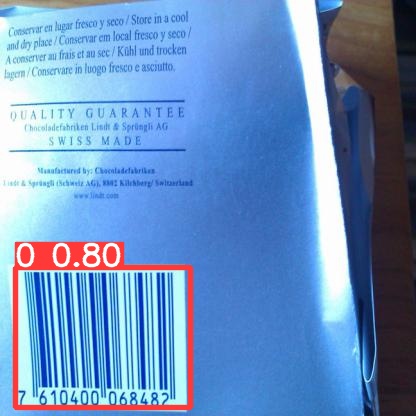 Conservar en lugar fresco y seco / Store in a cool
and dry place / Conservar em local fresco y seco /
A conserver au frais et au sec / Kühl und trocken
lagern / Conservare in luogo fresco e asciutto.
QUALITY GUARANTEE
Chocoladefabriken Lindt & Sprüngli AG
SWISS MADE
Manufactured by: Chocoladefabriken
Lindt & Sprüngli (Schweiz AG), 8802 Kilchberg/ Switzerland
www.lindt.com
0 0.80
7 610400 068482